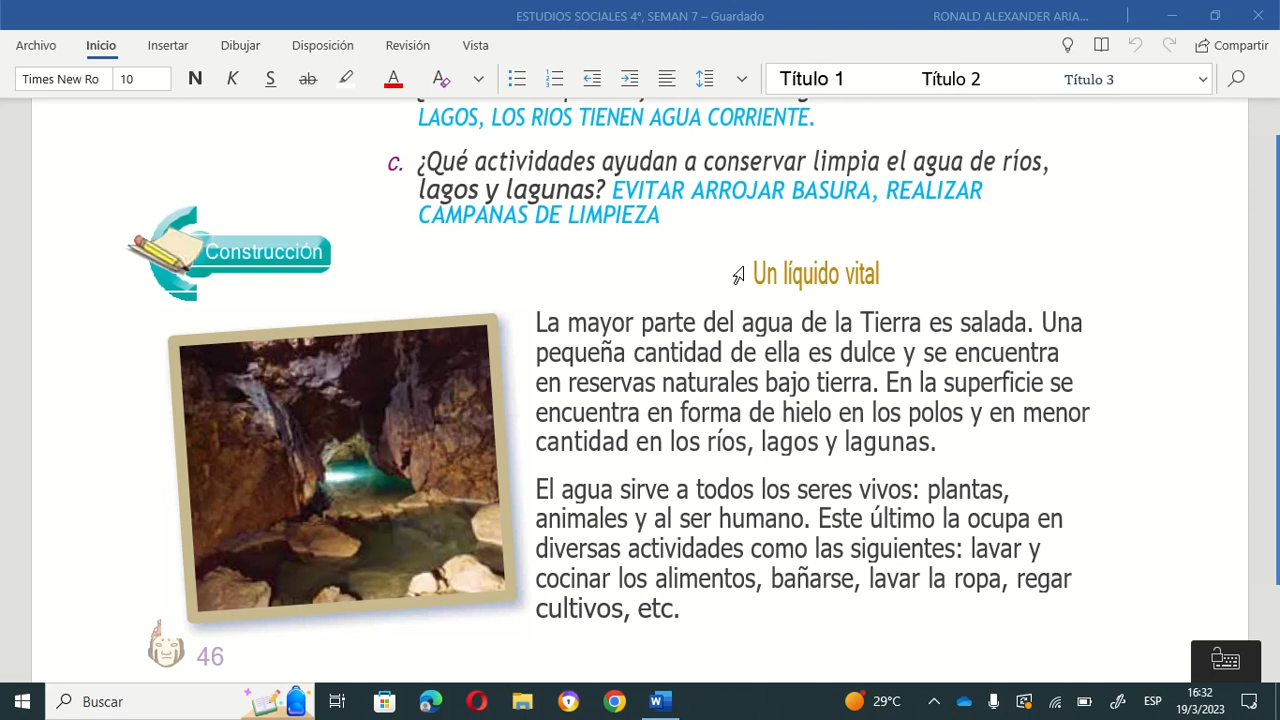 ESTUDIOS SOCIALES 4°, SEMAN 7 – Guardado
RONALD ALEXANDER ARIA...
Archivo Inicio Insertar Dibujar Disposición Revisión Vista
Compartir
Times New Ro 10 N K S ab A A Título 1 Título 2 Título 3
LAGOS, LOS RIOS TIENEN AGUA CORRIENTE.
c. ¿Qué actividades ayudan a conservar limpia el agua de ríos,
lagos y lagunas? EVITAR ARROJAR BASURA, REALIZAR
CAMPANAS DE LIMPIEZA
Construcción
Un líquido vital
La mayor parte del agua de la Tierra es salada. Una
pequeña cantidad de ella es dulce y se encuentra
en reservas naturales bajo tierra. En la superficie se
encuentra en forma de hielo en los polos y en menor
cantidad en los ríos, lagos y lagunas.
El agua sirve a todos los seres vivos: plantas,
animales y al ser humano. Este último la ocupa en
diversas actividades como las siguientes: lavar y
cocinar los alimentos, bañarse, lavar la ropa, regar
cultivos, etc.
46
Buscar
29°C
ESP
16:32
19/3/2023